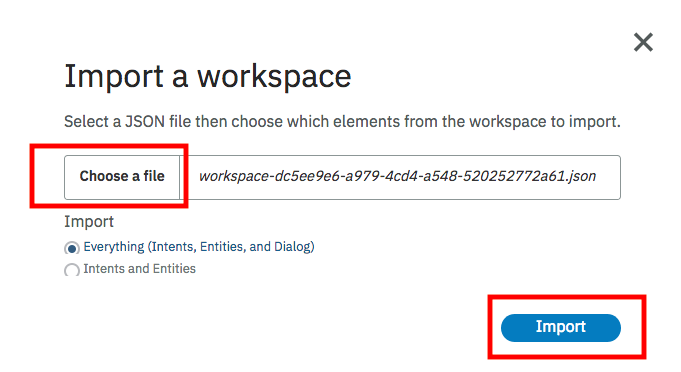 Import a workspace
Select a JSON file then choose which elements from the workspace to import.
Choose a file workspace-dc5ee9e6-a979-4cd4-a548-520252772a61.json
Import
Everything (Intents, Entities, and Dialog)
Intents and Entities
Import